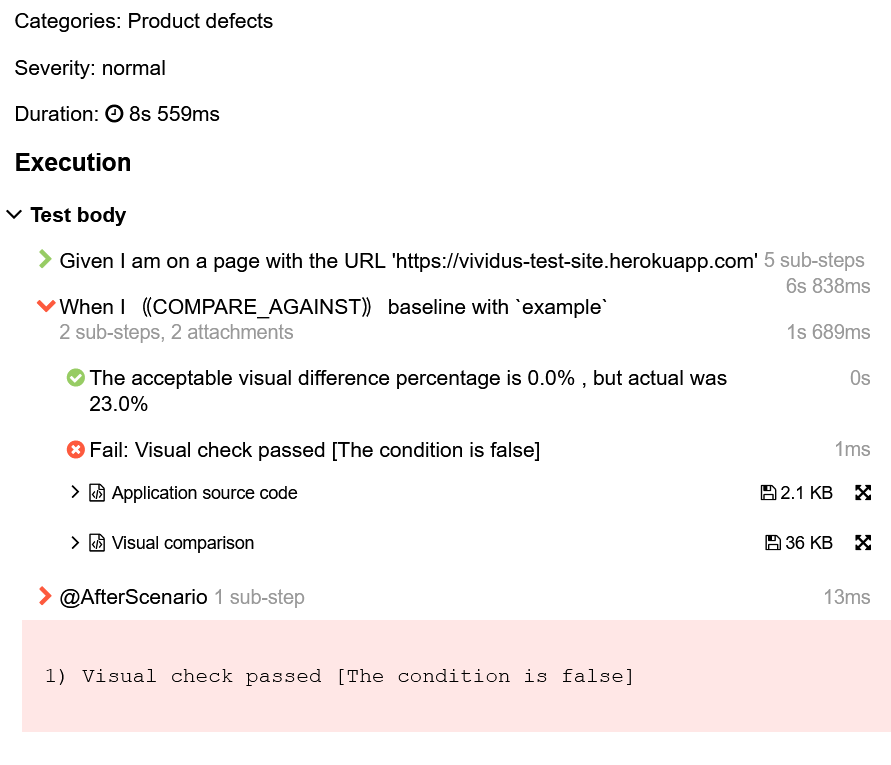 Categories: Product defects
Severity: normal
Duration: 8s 559ms
Execution
Test body
Given I am on a page with the URL 'https://vividus-test-site.herokuapp.com' 5 sub-steps
6s 838ms
When I ⸨COMPARE_AGAINST⸩ baseline with `example`
2 sub-steps, 2 attachments 1s 689ms
The acceptable visual difference percentage is 0.0% , but actual was 0s
23.0%
Fail: Visual check passed [The condition is false] 1ms
Application source code 2.1 KB
Visual comparison 36 KB
@AfterScenario 1 sub-step 13ms
1) Visual check passed [The condition is false]